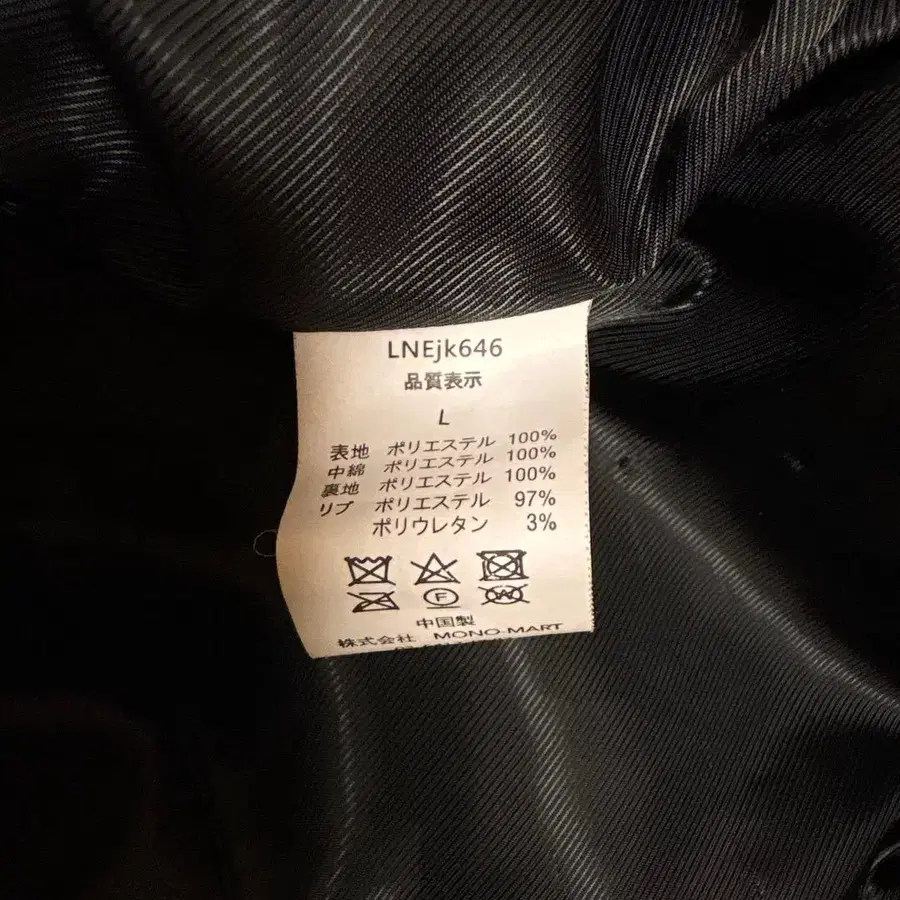 LNEjk646
品質表示
L
表地 ポリエステル 100%
中綿 ポリエステル 100%
裏地 ポリエステル 100%
リブ ポリエステル 97%
ポリウレタン 3%
F
W
中国製
株式会社 MONO-MART